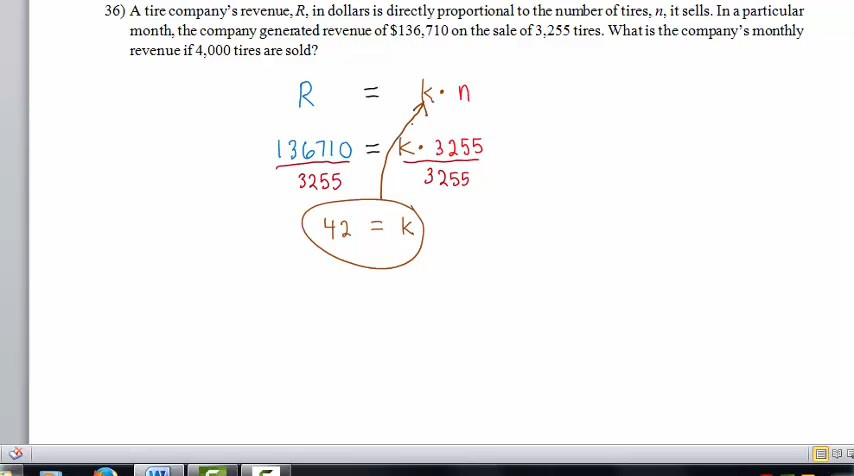 36) A tire company's revenue, R, in dollars is directly proportional to the number of tires, n, it sells. In a particular
month, the company generated revenue of $136,710 on the sale of 3,255 tires. What is the company's monthly
revenue if 4,000 tires are sold?
R = k · n
136710 = k · 3255
3255 3255
42 = k